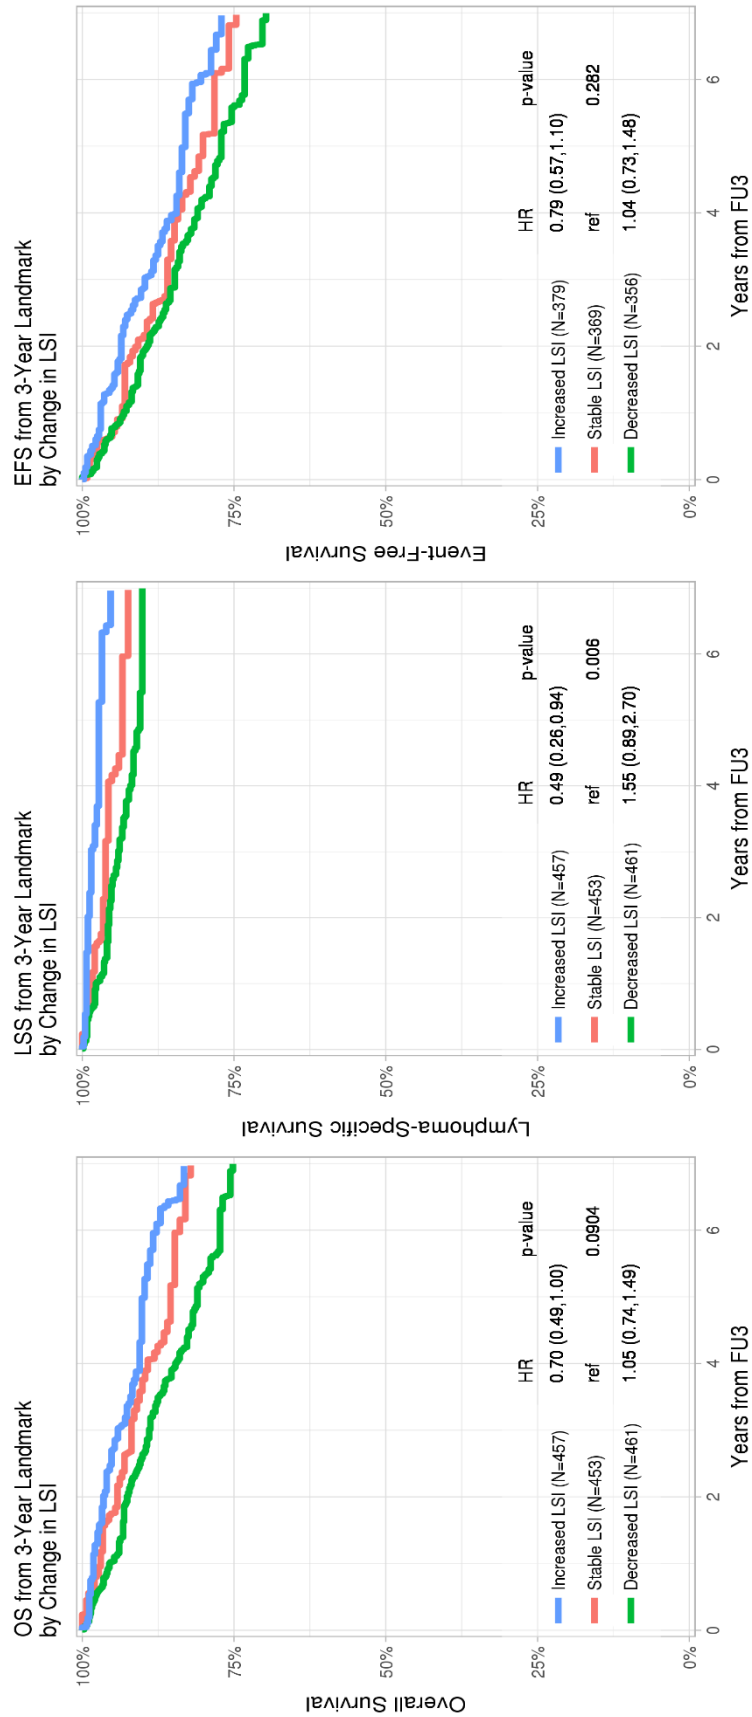 OS from 3-Year Landmark
by Change in LSI
Overall Survival
100%
75%
50%
25%
0%
HR p-value
Increased LSI (N=457) 0.70 (0.49,1.00)
Stable LSI (N=453) ref 0.0904
Decreased LSI (N=461) 1.05 (0.74,1.49)
0 2 4 6
Years from FU3
LSS from 3-Year Landmark
by Change in LSI
Lymphoma-Specific Survival
100%
75%
50%
25%
0%
HR p-value
Increased LSI (N=457) 0.49 (0.26,0.94)
Stable LSI (N=453) ref 0.006
Decreased LSI (N=461) 1.55 (0.89,2.70)
0 2 4 6
Years from FU3
EFS from 3-Year Landmark
by Change in LSI
Event-Free Survival
100%
75%
50%
25%
0%
HR p-value
Increased LSI (N=379) 0.79 (0.57,1.10)
Stable LSI (N=369) ref 0.282
Decreased LSI (N=356) 1.04 (0.73,1.48)
0 2 4 6
Years from FU3